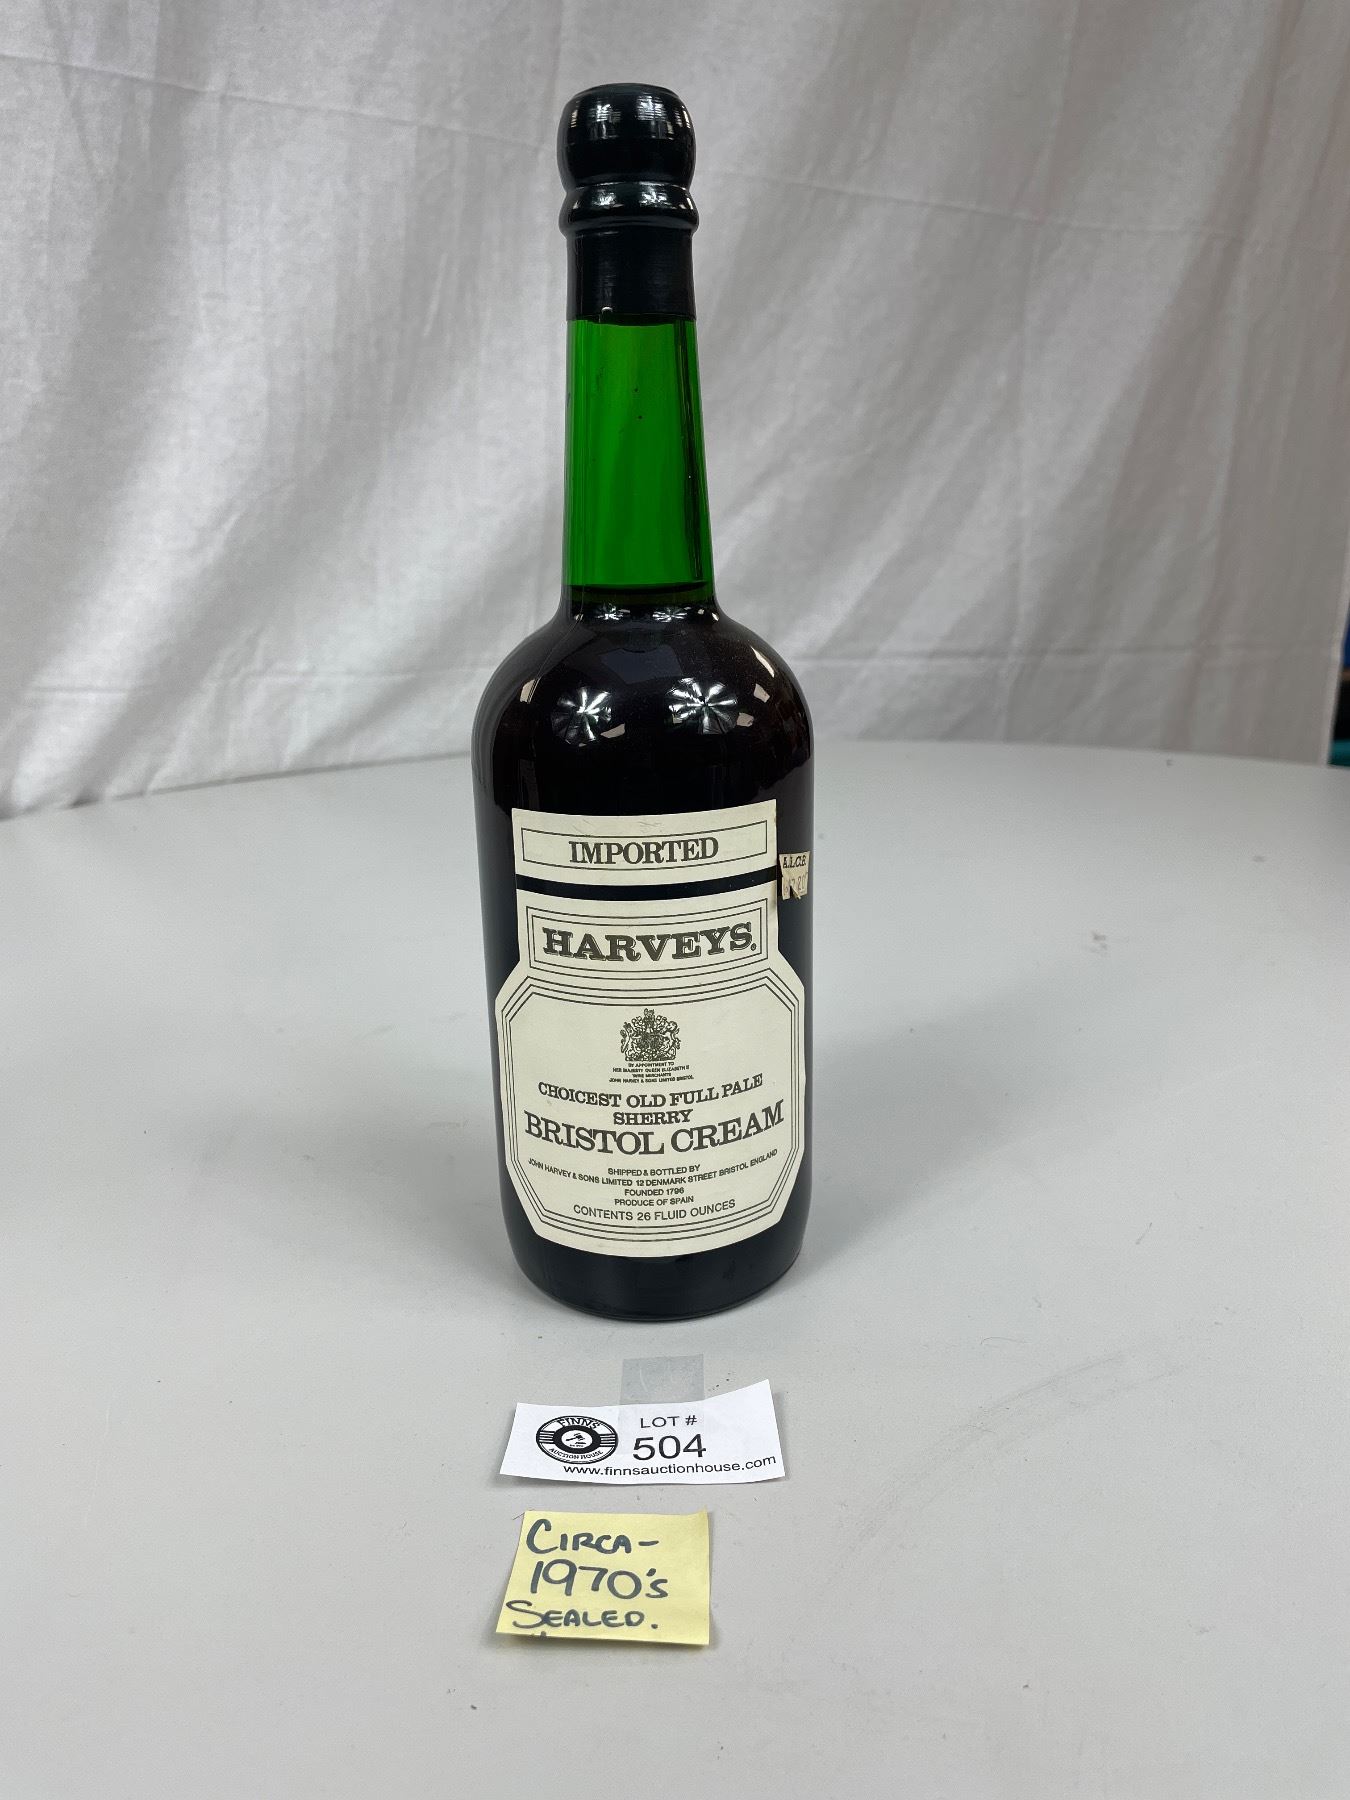 IMPORTED
A.L.C.B.
HARVEYS.
BY APPOINTMENT TO
HER MAJESTY QUEEN ELIZABETH II
WINE MERCHANTS
JOHN HARVEY & SONS LIMITED BRISTOL
CHOICEST OLD FULL PALE
SHERRY
BRISTOL CREAM
SHIPPED & BOTTLED BY
JOHN HARVEY & SONS LIMITED 12 DENMARK STREET BRISTOL ENGLAND
FOUNDED 1796
PRODUCE OF SPAIN
CONTENTS 26 FLUID OUNCES
FINNS
AUCTION HOUSE
LOT #
504
www.finnsauctionhouse.com
CIRCA-
1970's
SEALED.